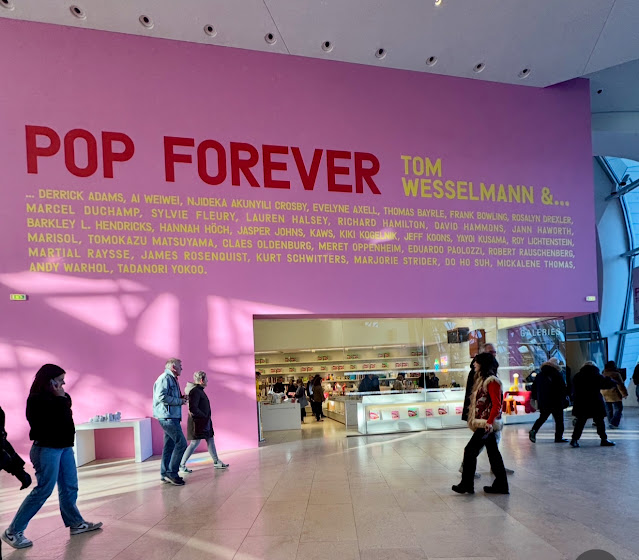 POP FOREVER
TOM
WESSELMANN &...
... DERRICK ADAMS, AI WEIWEI, NJIDEKA AKUNYILI CROSBY, EVELYNE AXELL, THOMAS BAYRLE, FRANK BOWLING, ROSALYN DREXLER,
MARCEL DUCHAMP, SYLVIE FLEURY, LAUREN HALSEY, RICHARD HAMILTON, DAVID HAMMONS, JANN HAWORTH,
BARKLEY L. HENDRICKS, HANNAH HÖCH, JASPER JOHNS, KAWS, KIKI KOGELNIK, JEFF KOONS, YAYOI KUSAMA, ROY LICHTENSTEIN,
MARISOL, TOMOKAZU MATSUYAMA, CLAES OLDENBURG, MERET OPPENHEIM, EDUARDO PAOLOZZI, ROBERT RAUSCHENBERG,
MARTIAL RAYSSE, JAMES ROSENQUIST, KURT SCHWITTERS, MARJORIE STRIDER, DO HO SUH, MICKALENE THOMAS,
ANDY WARHOL, TADANORI YOKOO.
GALERIES